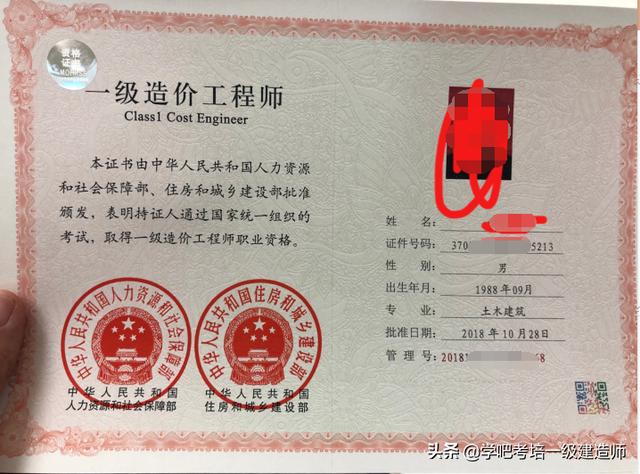 资格
证书
MOHRSS
一级造价工程师
Class1 Cost Engineer
本证书由中华人民共和国人力资源
和社会保障部、住房和城乡建设部批准
颁发，表明持证人通过国家统一组织的
考试，取得一级造价工程师职业资格。
中华人民共和国人力资源和社会保障部
中华人民共和国住房和城乡建设部
中华人民共和国
人力资源和社会保障部
中华人民共和国
住房和城乡建设部
姓 名：
证件号码：370 5213
性 别：男
出生年月：1988年09月
专 业：土木建筑
批准日期：2018年10月28日
管 理 号：2018 68
头条 @学吧考培一级建造师